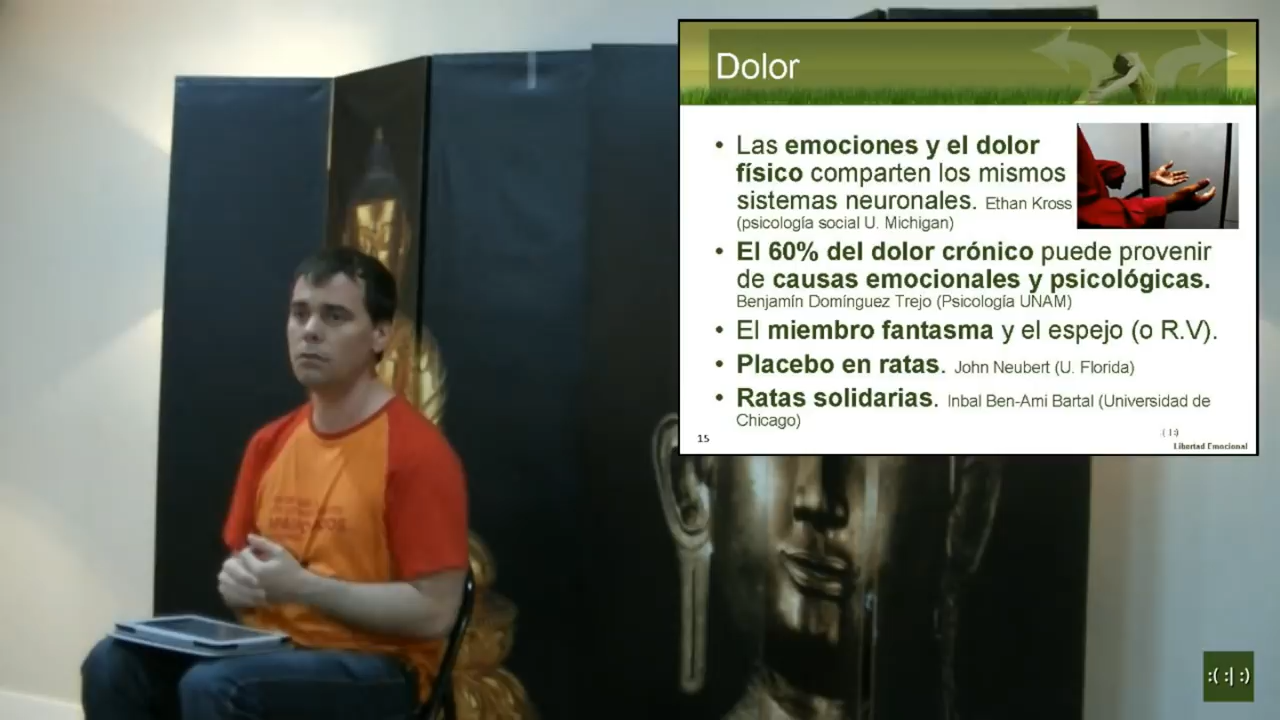 Dolor
• Las emociones y el dolor
físico comparten los mismos
sistemas neuronales. Ethan Kross
(psicología social U. Michigan)
• El 60% del dolor crónico puede provenir
de causas emocionales y psicológicas.
Benjamín Domínguez Trejo (Psicología UNAM)
• El miembro fantasma y el espejo (o R.V).
• Placebo en ratas. John Neubert (U. Florida)
• Ratas solidarias. Inbal Ben-Ami Bartal (Universidad de
Chicago)
15
:( |:)
Libertad Emocional
:( :| :)